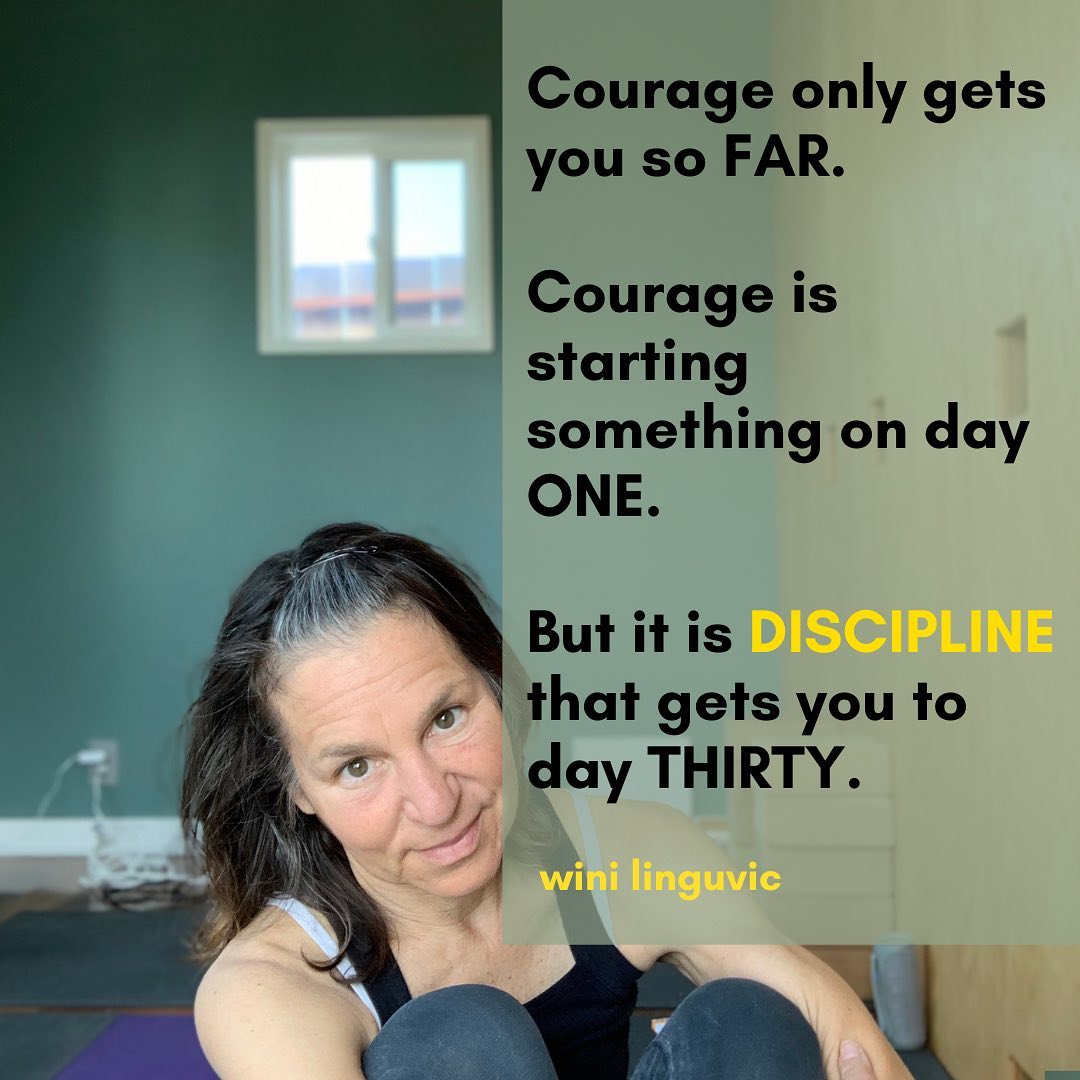 Courage only gets
you so FAR.
Courage is
starting
something on day
ONE.
But it is DISCIPLINE
that gets you to
day THIRTY.
wini linguvic